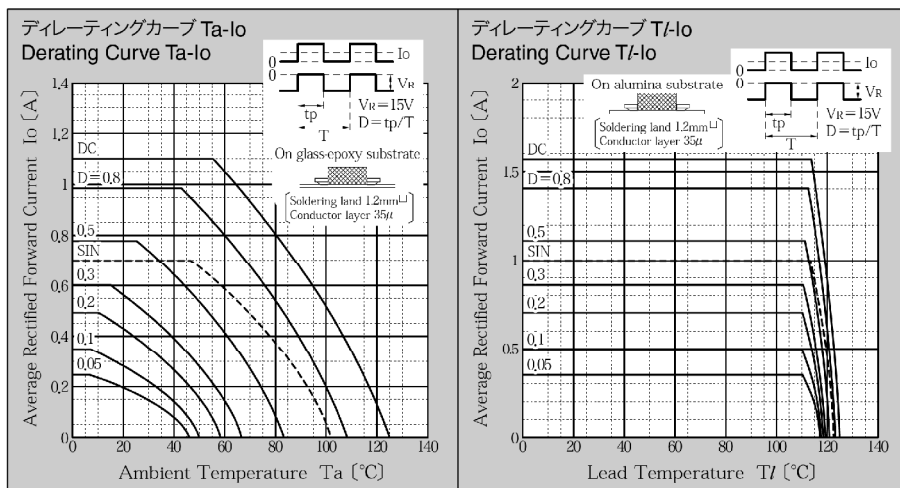 ディレーティングカーブ Ta-Io
Derating Curve Ta-Io
0
Io
0
VR
tp
T
VR=15V
D=tp/T
On glass-epoxy substrate
Soldering land 1.2mm□
Conductor layer 35μ
Average Rectified Forward Current Io〔A〕
1.4
1.2
1
0.8
0.6
0.4
0.2
0
DC
D=0.8
0.5
SIN
0.3
0.2
0.1
0.05
0 20 40 60 80 100 120 140
Ambient Temperature Ta〔℃〕
ディレーティングカーブ Tl-Io
Derating Curve Tl-Io
0
Io
0
VR
tp
T
VR=15V
D=tp/T
On alumina substrate
Soldering land 1.2mm□
Conductor layer 35μ
Average Rectified Forward Current Io〔A〕
2
1.5
1
0.5
0
DC
D=0.8
0.5
SIN
0.3
0.2
0.1
0.05
0 20 40 60 80 100 120 140
Lead Temperature Tl〔℃〕